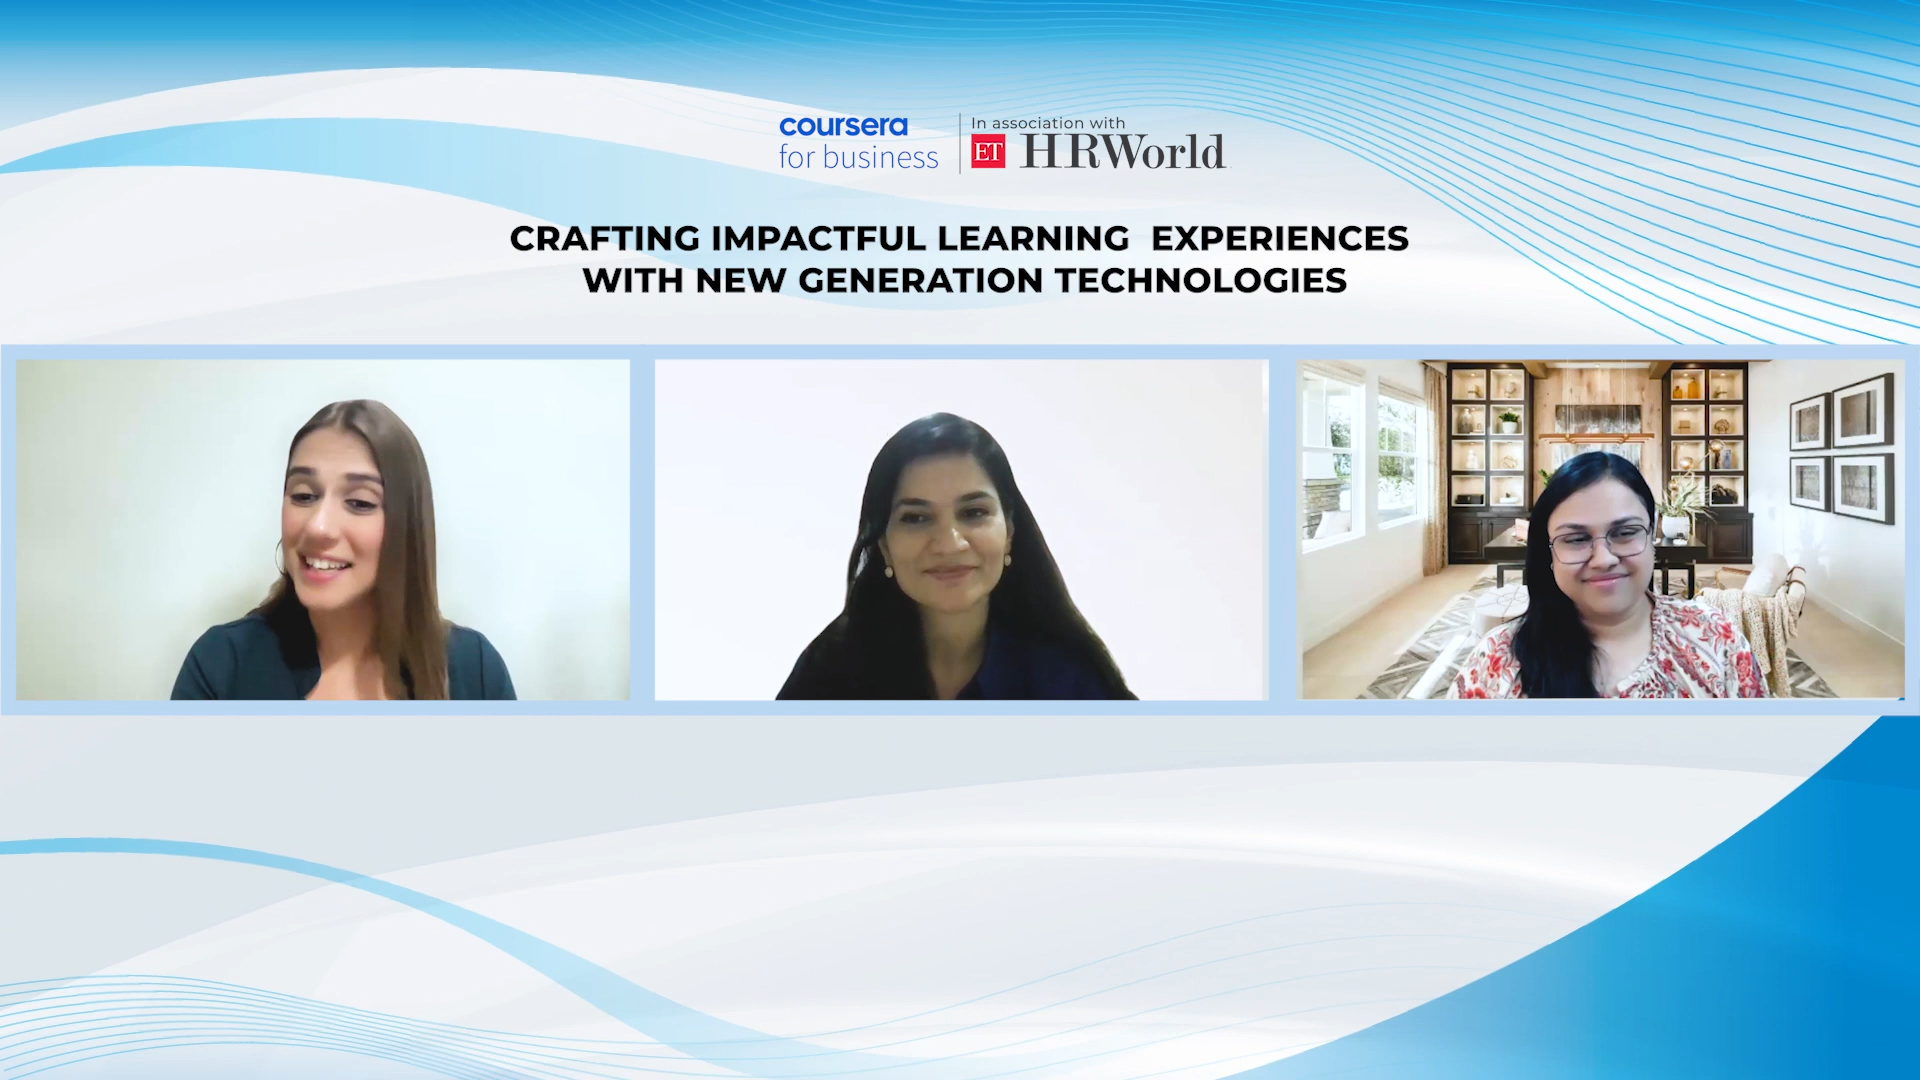 coursera
for business
In association with
ET HRWorld
CRAFTING IMPACTFUL LEARNING EXPERIENCES
WITH NEW GENERATION TECHNOLOGIES